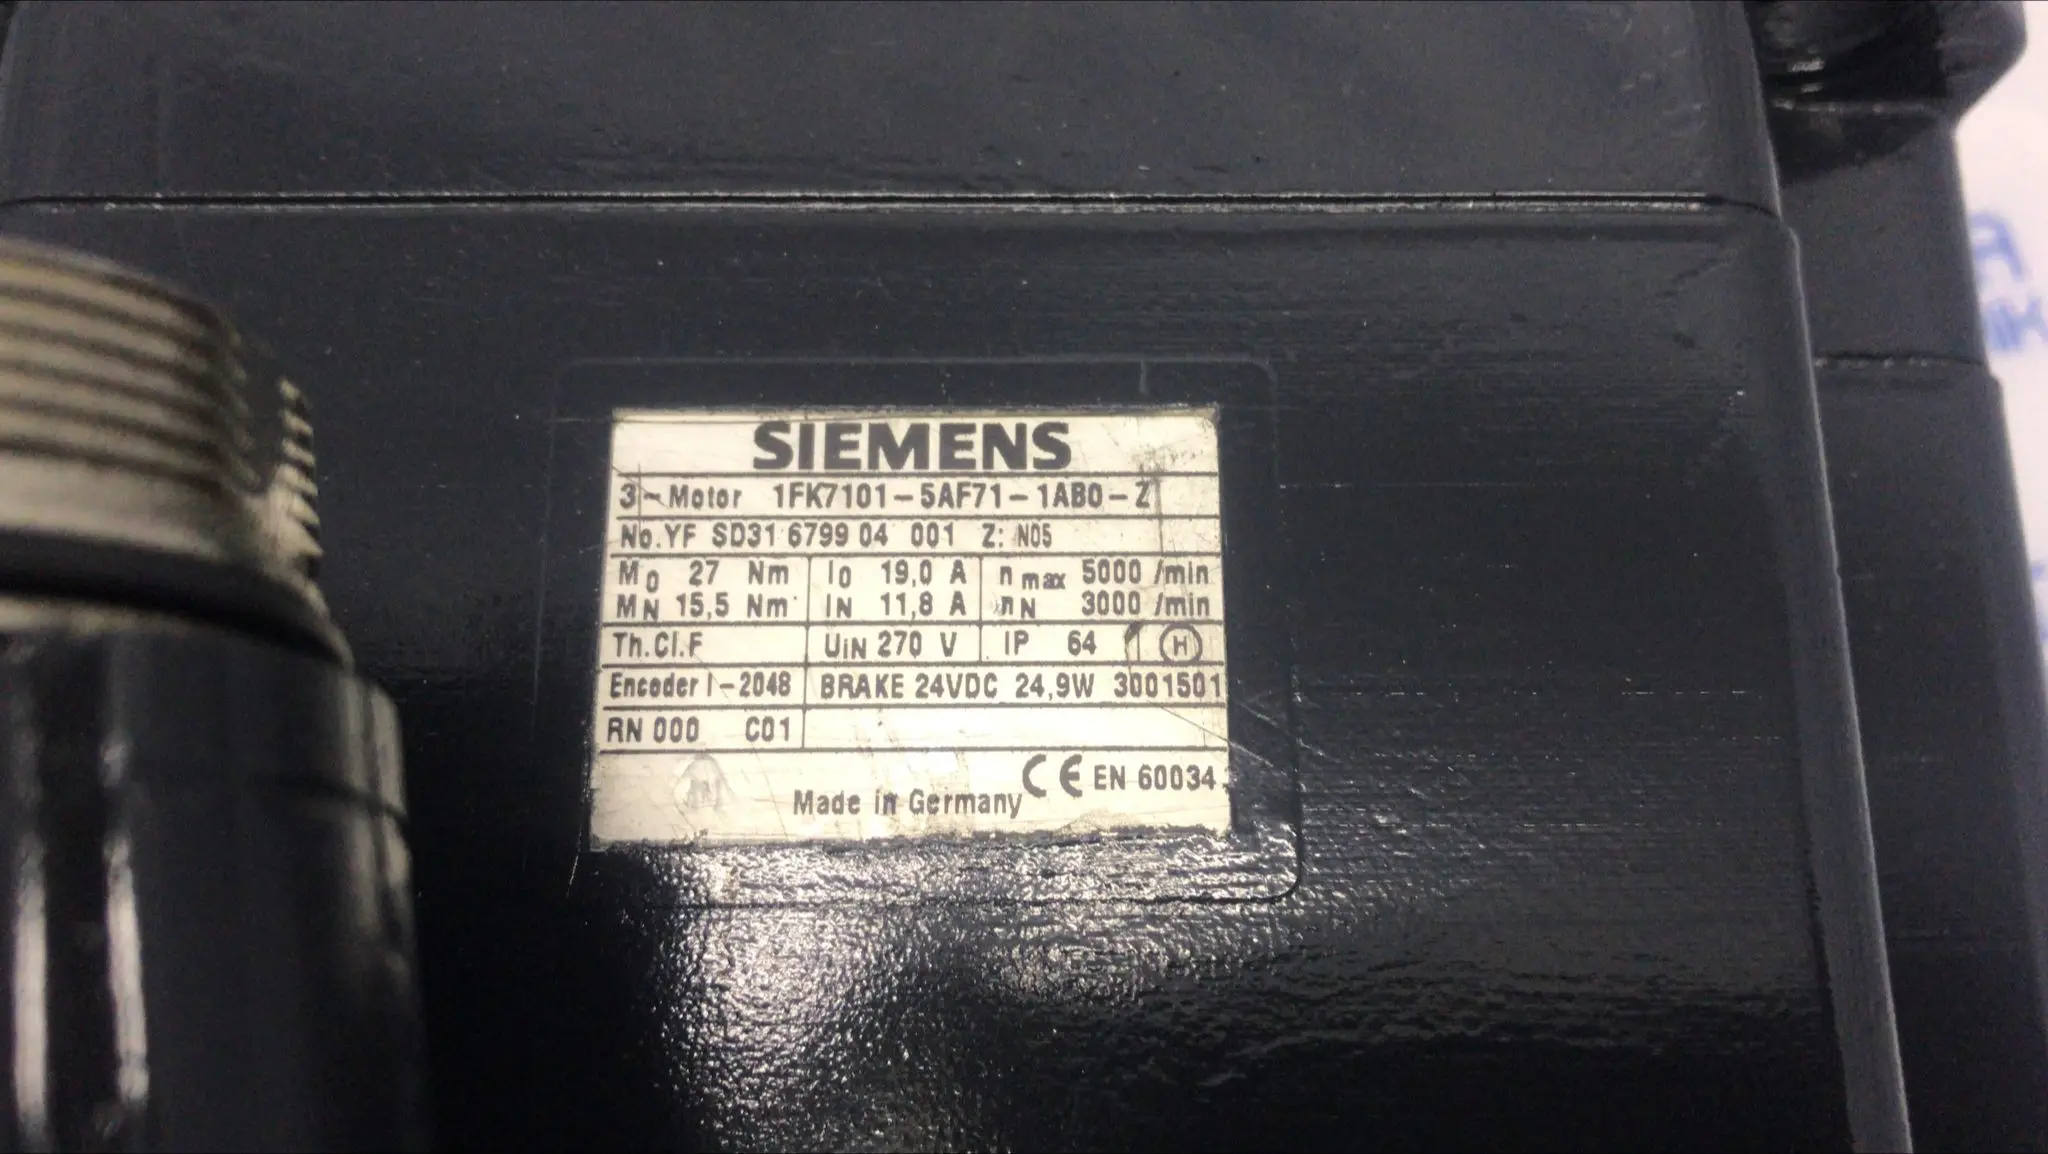 SIEMENS
3~Motor 1FK7101-5AF71-1AB0-Z
No.YF SD31 6799 04 001 Z: N05
M0 27 Nm I0 19,0 A nmax 5000 /min
MN 15,5 Nm IN 11,8 A nN 3000 /min
Th.Cl.F UiN 270 V IP 64 H
Encoder I-2048 BRAKE 24VDC 24,9W 3001501
RN 000 C01
CE EN 60034
Made in Germany